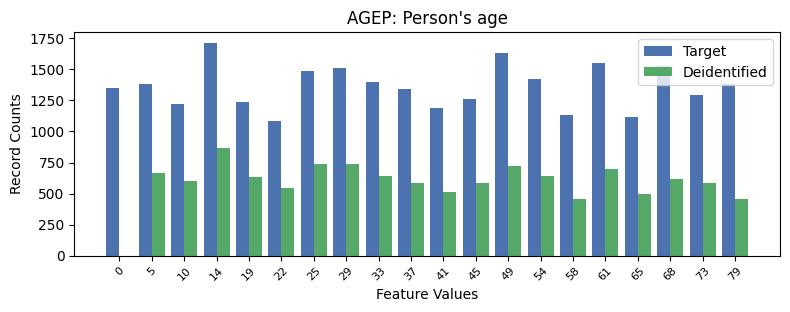 AGEP: Person's age
Record Counts
1750
1500
1250
1000
750
500
250
0
Target
Deidentified
0 5 10 14 19 22 25 29 33 37 41 45 49 54 58 61 65 68 73 79
Feature Values